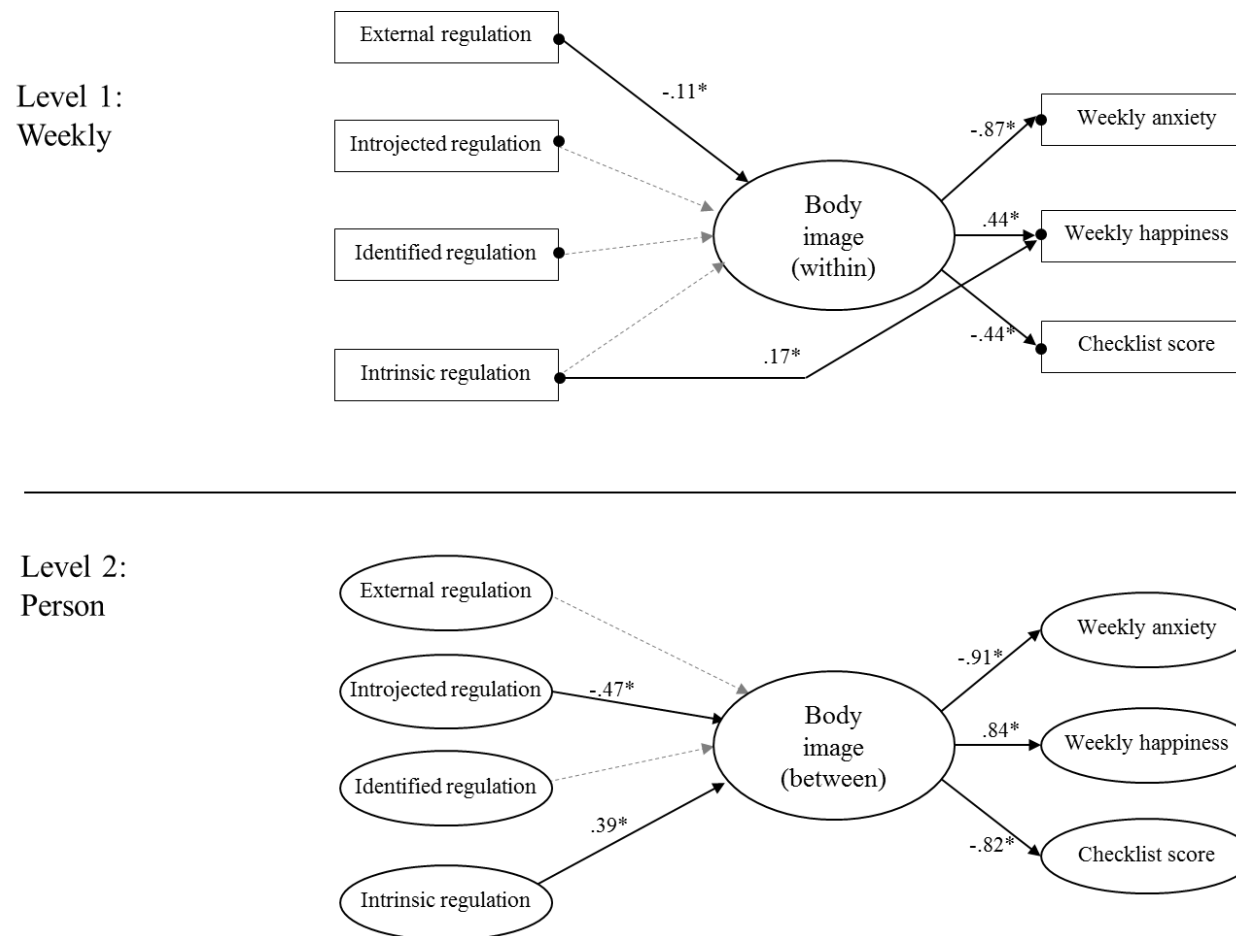 Level 1:
Weekly
External regulation
Introjected regulation
Identified regulation
Intrinsic regulation
-.11*
Body
image
(within)
-.87*
.44*
-.44*
.17*
Weekly anxiety
Weekly happiness
Checklist score
Level 2:
Person
External regulation
Introjected regulation
Identified regulation
Intrinsic regulation
-.47*
.39*
Body
image
(between)
-.91*
.84*
-.82*
Weekly anxiety
Weekly happiness
Checklist score